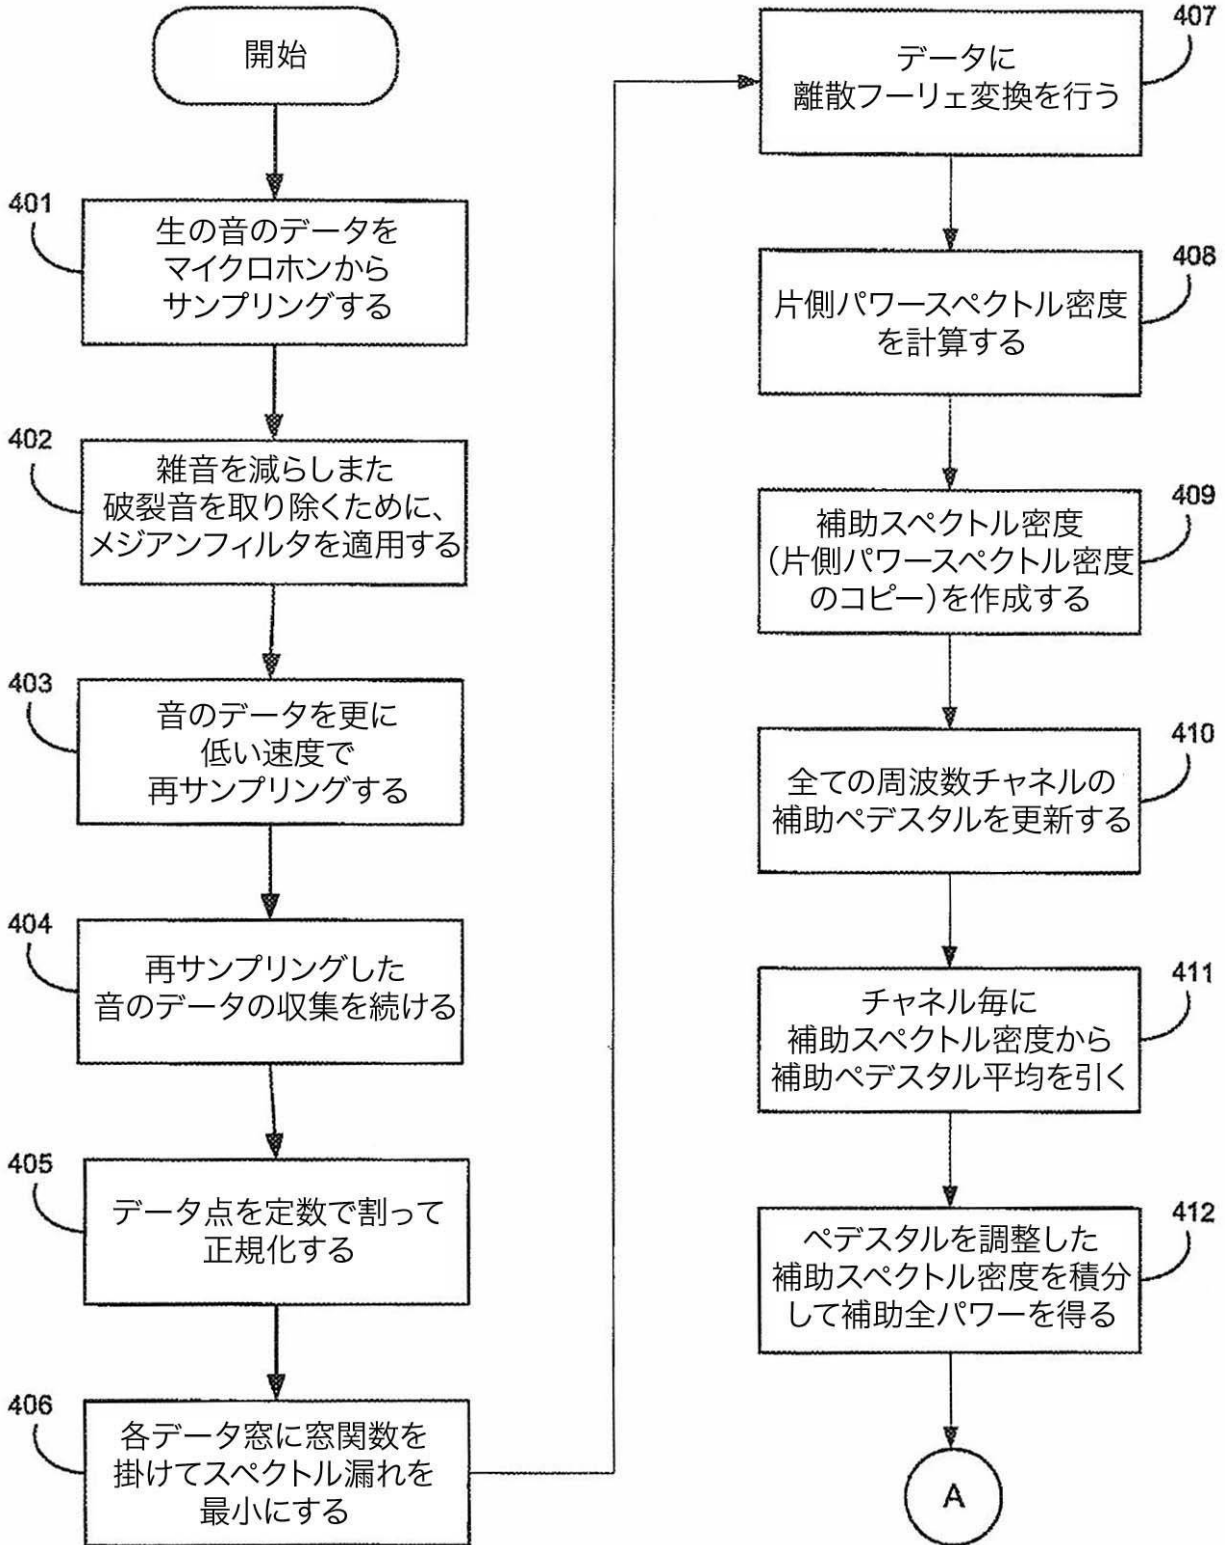 開始
401
生の音のデータを
マイクロホンから
サンプリングする
402
雑音を減らしまた
破裂音を取り除くために、
メジアンフィルタを適用する
403
音のデータを更に
低い速度で
再サンプリングする
404
再サンプリングした
音のデータの収集を続ける
405
データ点を定数で割って
正規化する
406
各データ窓に窓関数を
掛けてスペクトル漏れを
最小にする
407
データに
離散フーリェ変換を行う
408
片側パワースペクトル密度
を計算する
409
補助スペクトル密度
(片側パワースペクトル密度
のコピー)を作成する
410
全ての周波数チャネルの
補助ペデスタルを更新する
411
チャネル毎に
補助スペクトル密度から
補助ペデスタル平均を引く
412
ペデスタルを調整した
補助スペクトル密度を積分
して補助全パワーを得る
A